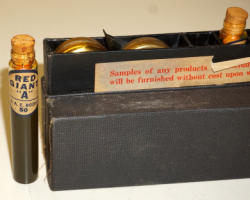 RED
GIANT
"A"
S.A.E. 
50
Samples of any products
will be furnished without cost upon